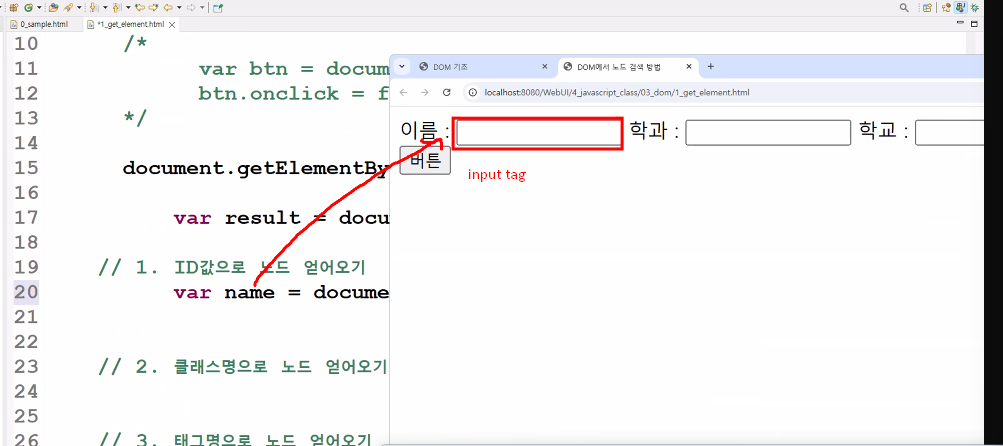 0_sample.html
*1_get_element.html
10 /*
11 var btn = docum
12 btn.onclick = f
13 */
14
15 document.getElementBy
16
17 var result = docu
18
19 // 1. ID값으로 노드 얻어오기
20 var name = docume
21
22
23 // 2. 클래스명으로 노드 얻어오기
24
25
26 // 3. 태그명으로 노드 얻어오기
DOM 기초
DOM에서 노드 검색 방법
localhost:8080/WebUI/4_javascript_class/03_dom/1_get_element.html
이름 : 학과 : 학교 :
버튼
input tag